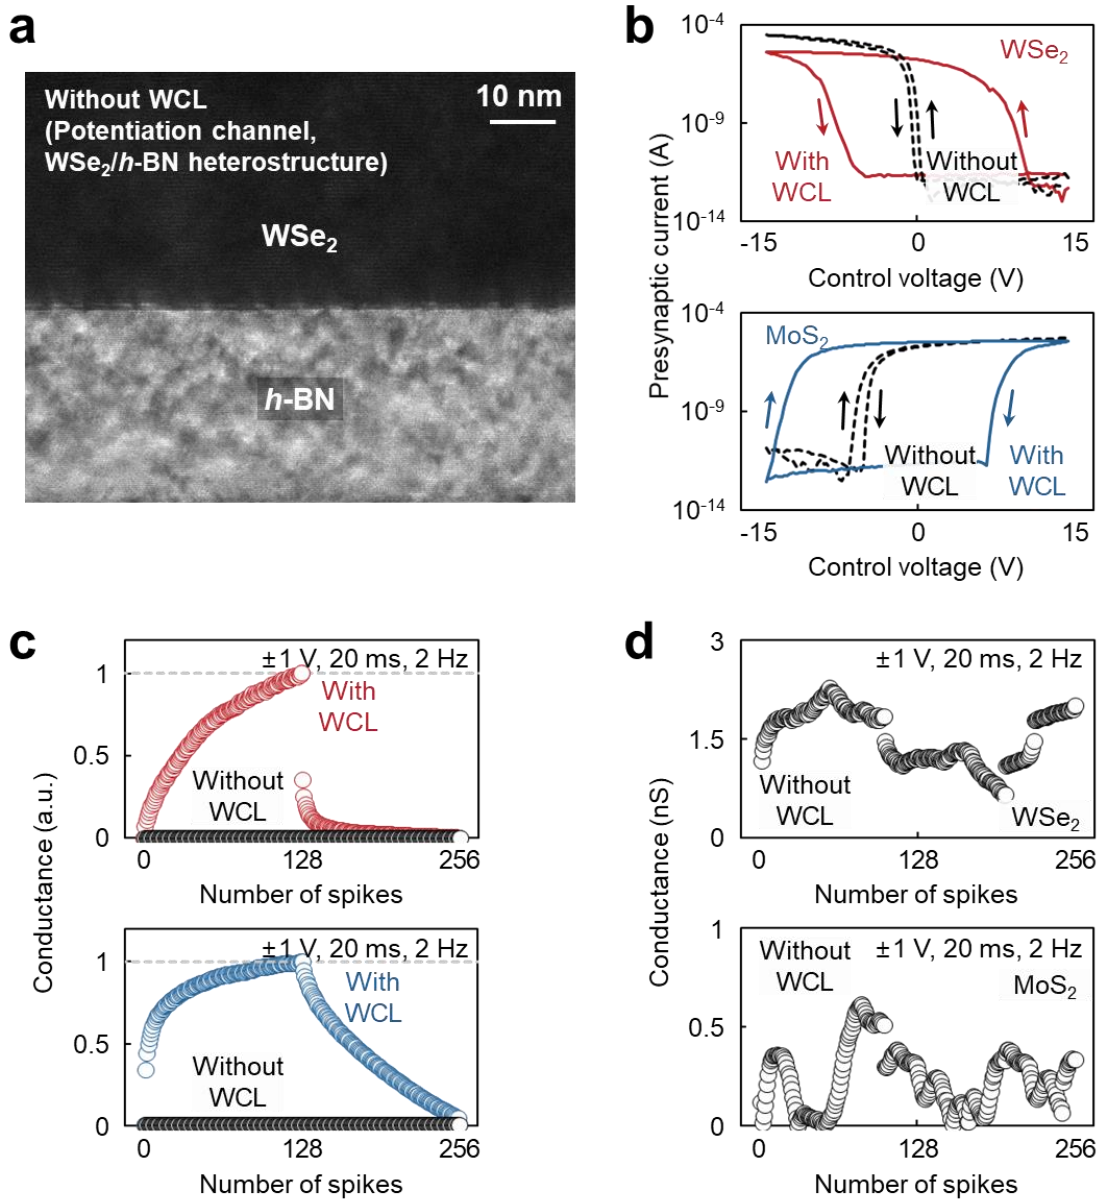 a
Without WCL
(Potentiation channel,
WSe₂/h-BN heterostructure)
10 nm
WSe₂
h-BN
b
Presynaptic current (A)
10⁻⁴
10⁻⁹
10⁻¹⁴
WSe₂
With
WCL
Without
WCL
-15
0
15
Control voltage (V)
10⁻⁴
10⁻⁹
10⁻¹⁴
MoS₂
Without
WCL
With
WCL
-15
0
15
Control voltage (V)
c
Conductance (a.u.)
1
0.5
0
±1 V, 20 ms, 2 Hz
With
WCL
Without
WCL
0
128
256
Number of spikes
1
0.5
0
±1 V, 20 ms, 2 Hz
With
WCL
Without
WCL
0
128
256
Number of spikes
d
Conductance (nS)
3
1.5
0
±1 V, 20 ms, 2 Hz
Without
WCL
WSe₂
0
128
256
Number of spikes
1
0.5
0
Without
WCL
±1 V, 20 ms, 2 Hz
MoS₂
0
128
256
Number of spikes